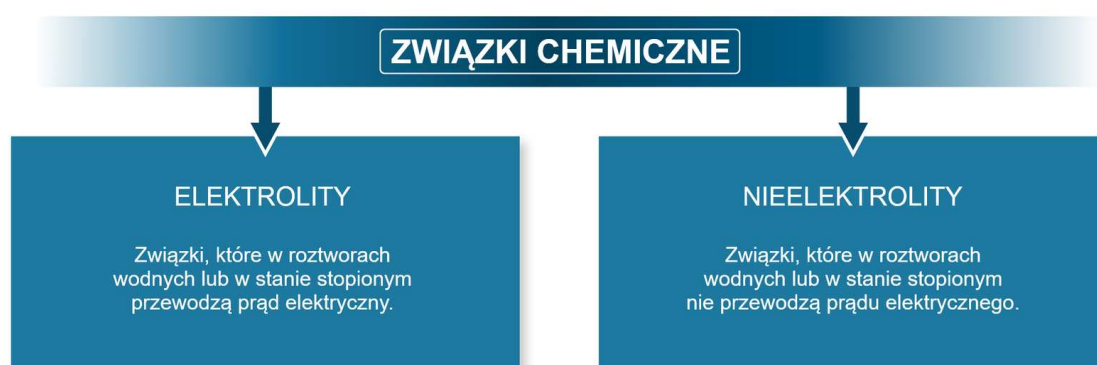 ZWIĄZKI CHEMICZNE
ELEKTROLITY
Związki, które w roztworach
wodnych lub w stanie stopionym
przewodzą prąd elektryczny.
NIEELEKTROLITY
Związki, które w roztworach
wodnych lub w stanie stopionym
nie przewodzą prądu elektrycznego.